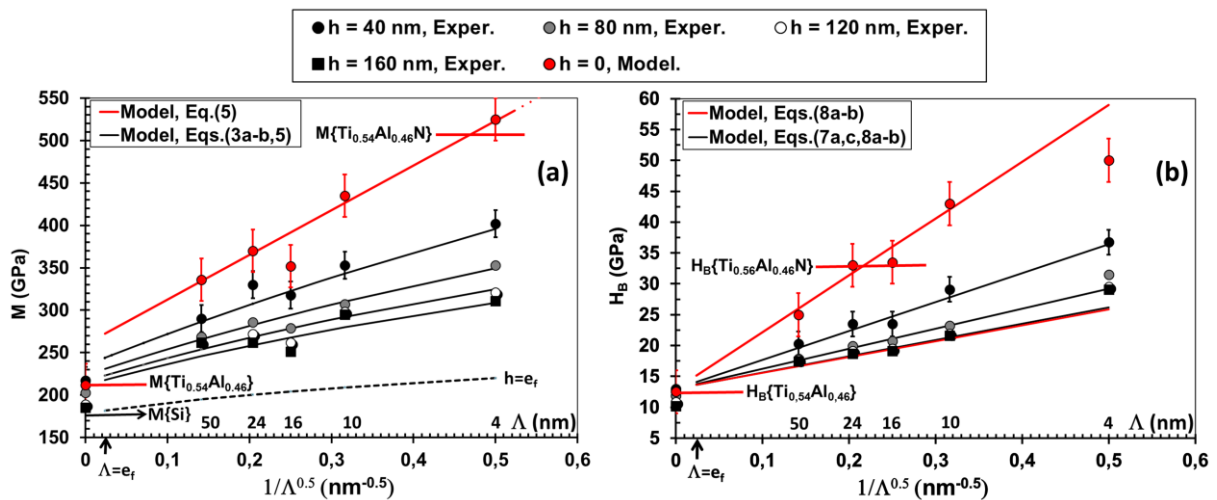 h = 40 nm, Exper. h = 80 nm, Exper. h = 120 nm, Exper.
h = 160 nm, Exper. h = 0, Model.
550
500
450
400
350
300
250
200
150
M (GPa)
Model, Eq.(5)
Model, Eqs.(3a-b,5)
M{Ti0.54Al0.46N}
(a)
M{Ti0.54Al0.46}
M{Si}
h=ef
50 24 16 10 4 Λ (nm)
0 0,1 0,2 0,3 0,4 0,5 0,6
Λ=ef
1/Λ0.5 (nm-0.5)
60
55
50
45
40
35
30
25
20
15
10
5
HB (GPa)
Model, Eqs.(8a-b)
Model, Eqs.(7a,c,8a-b)
(b)
HB{Ti0.56Al0.46N}
HB{Ti0,54Al0,46}
50 24 16 10 4 Λ (nm)
0 0,1 0,2 0,3 0,4 0,5 0,6
Λ=ef
1/Λ0.5 (nm-0.5)